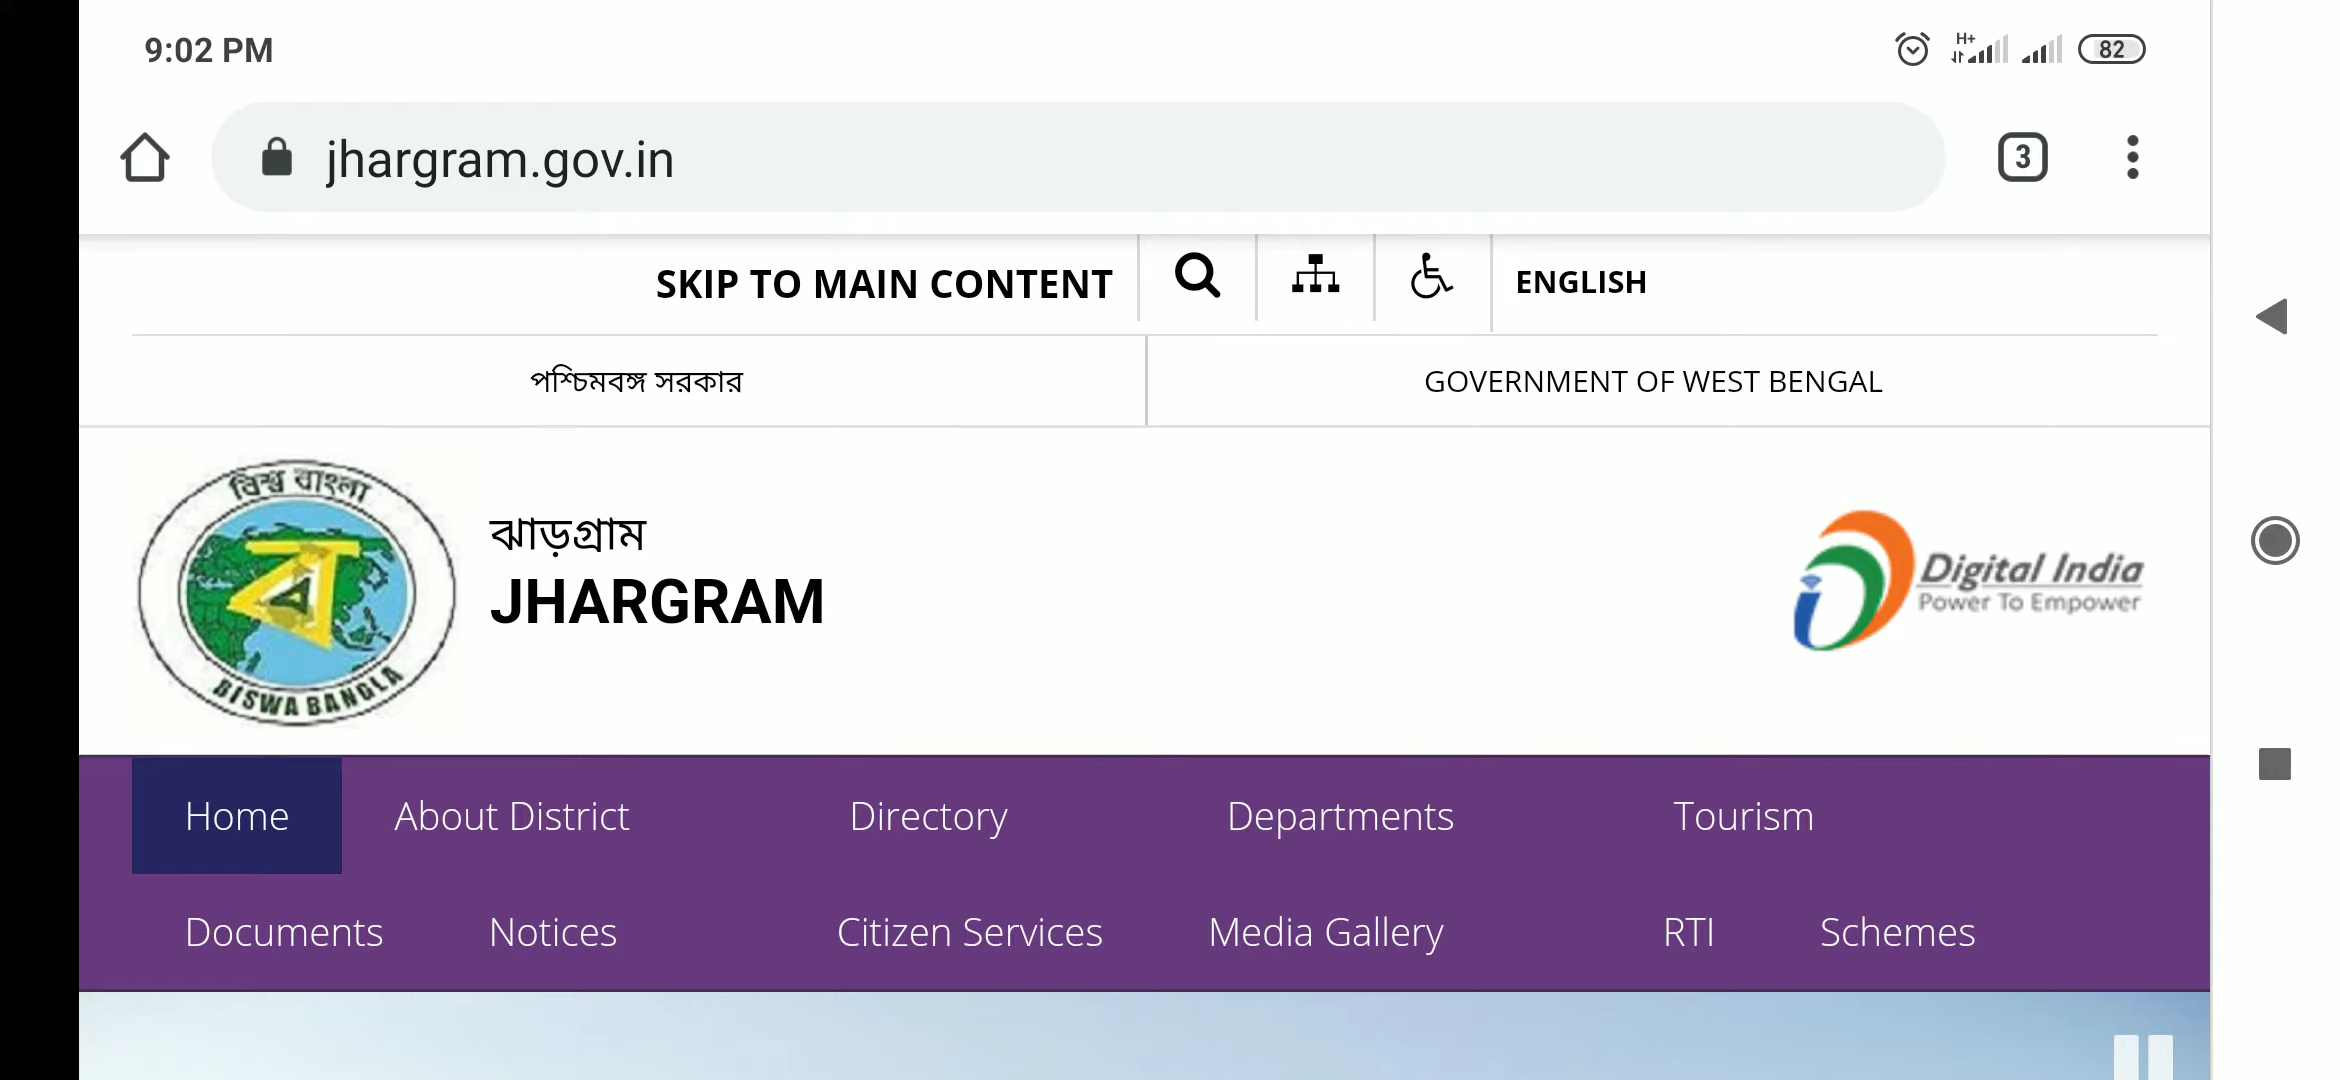 9:02 PM
H+
82
jhargram.gov.in
3
SKIP TO MAIN CONTENT
ENGLISH
পশ্চিমবঙ্গ সরকার
GOVERNMENT OF WEST BENGAL
বিশ্ব বাংলা
ব
BISWA BANGLA
ঝাড়গ্রাম
JHARGRAM
Digital India
Power To Empower
Home About District Directory Departments Tourism
Documents Notices Citizen Services Media Gallery RTI Schemes